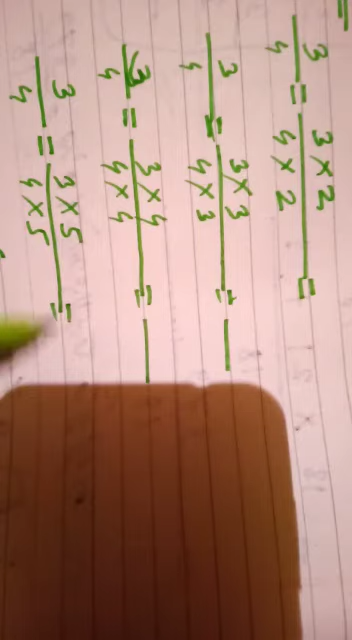 3/4 = 3 × 2 / 4 × 2 =
3/4 = 3 × 3 / 4 × 3 =
3/4 = 3 × 4 / 4 × 4 =
3/4 = 3 × 5 / 4 × 5 =